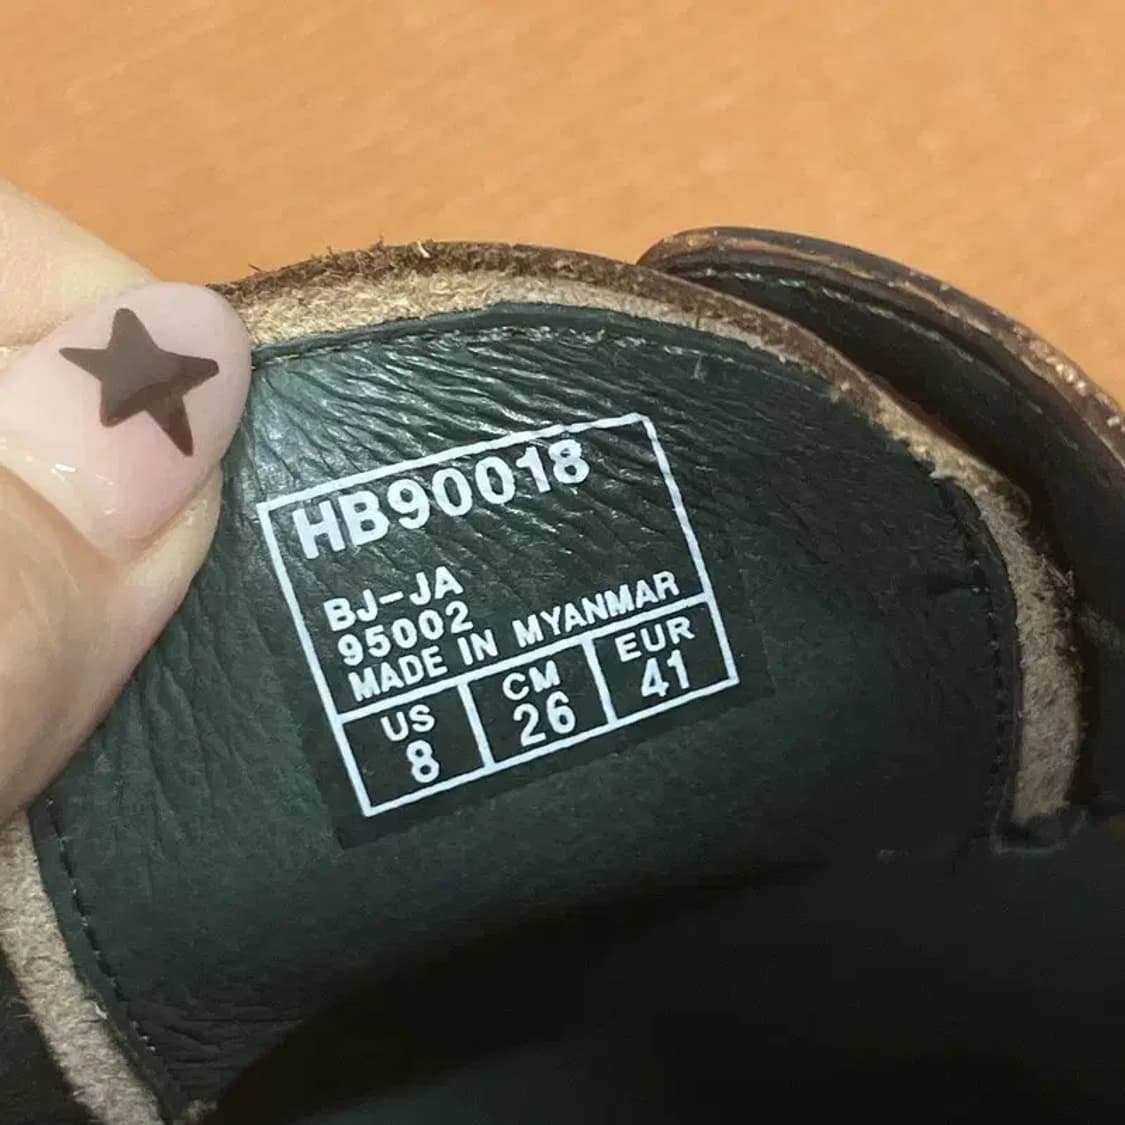 HB90018
BJ-JA
95002
MADE IN MYANMAR
US
8
CM
26
EUR
41